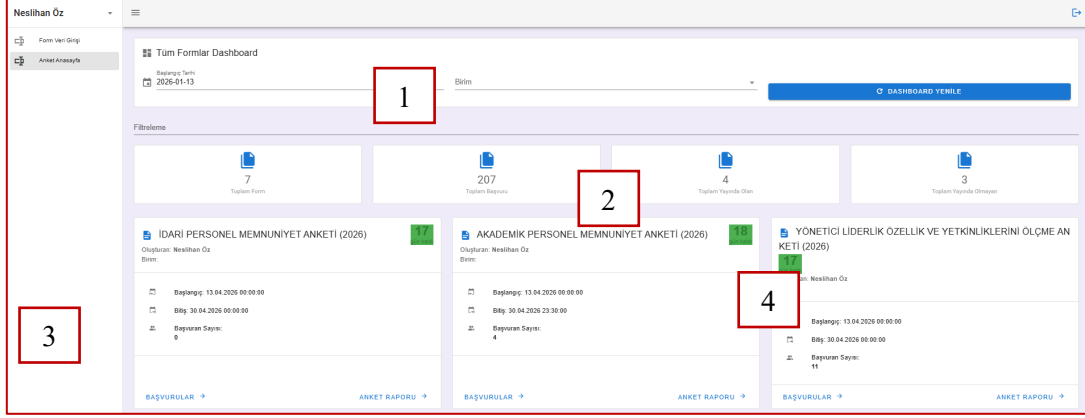 Neslihan Öz
Form Veri Girişi
Anket Anasayfa
Tüm Formlar Dashboard
Başlangıç Tarihi
2026-01-13
1
Birim
DASHBOARD YENİLE
Filtreleme
7
Toplam Form
207
Toplam Başvuru
4
Toplam Yayında Olan
3
Toplam Yayında Olmayan
2
İDARİ PERSONEL MEMNUNİYET ANKETİ (2026)
17
Oluşturan: Neslihan Öz
Birim:
Başlangıç: 13.04.2026 00:00:00
Bitiş: 30.04.2026 00:00:00
Başvuran Sayısı:
0
BAŞVURULAR
ANKET RAPORU
AKADEMİK PERSONEL MEMNUNİYET ANKETİ (2026)
18
Oluşturan: Neslihan Öz
Birim:
Başlangıç: 13.04.2026 00:00:00
Bitiş: 30.04.2026 23:30:00
Başvuran Sayısı:
4
BAŞVURULAR
ANKET RAPORU
YÖNETİCİ LİDERLİK ÖZELLİK VE YETKİNLİKLERİNİ ÖLÇME AN
KETİ (2026)
17
Neslihan Öz
4
Başlangıç: 13.04.2026 00:00:00
Bitiş: 30.04.2026 00:00:00
Başvuran Sayısı:
11
BAŞVURULAR
ANKET RAPORU
3